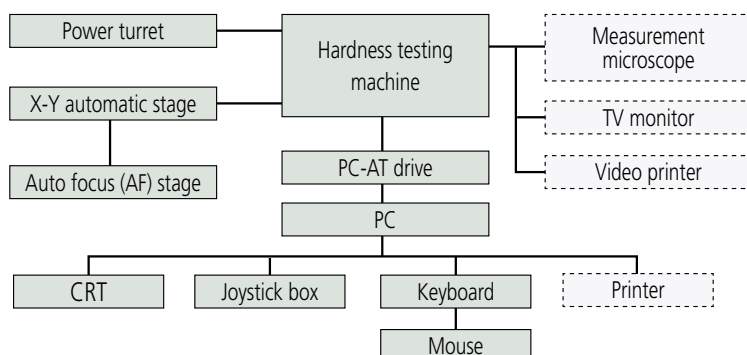 Power turret
Hardness testing
machine
Measurement
microscope
X-Y automatic stage
TV monitor
Auto focus (AF) stage
PC-AT drive
Video printer
PC
CRT
Joystick box
Keyboard
Printer
Mouse